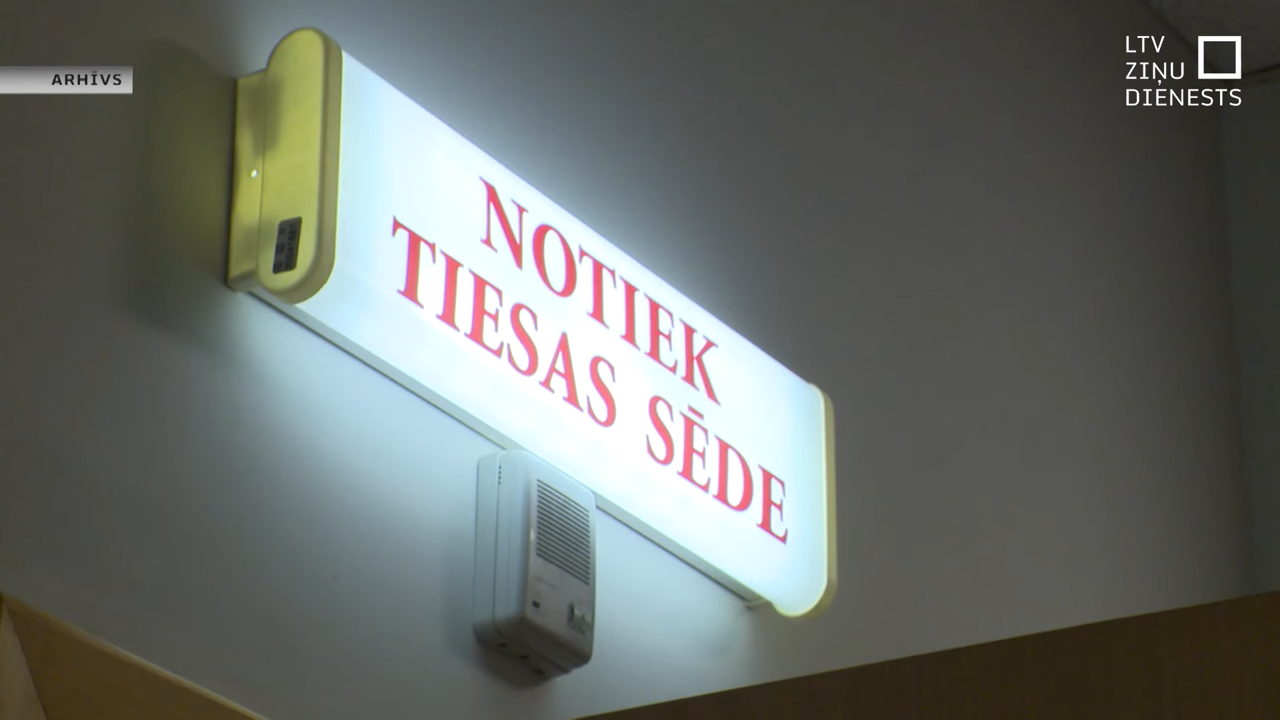 ARHĪVS
LTV
ZIŅU
DIENESTS
NOTIEK
TIESAS SĒDE